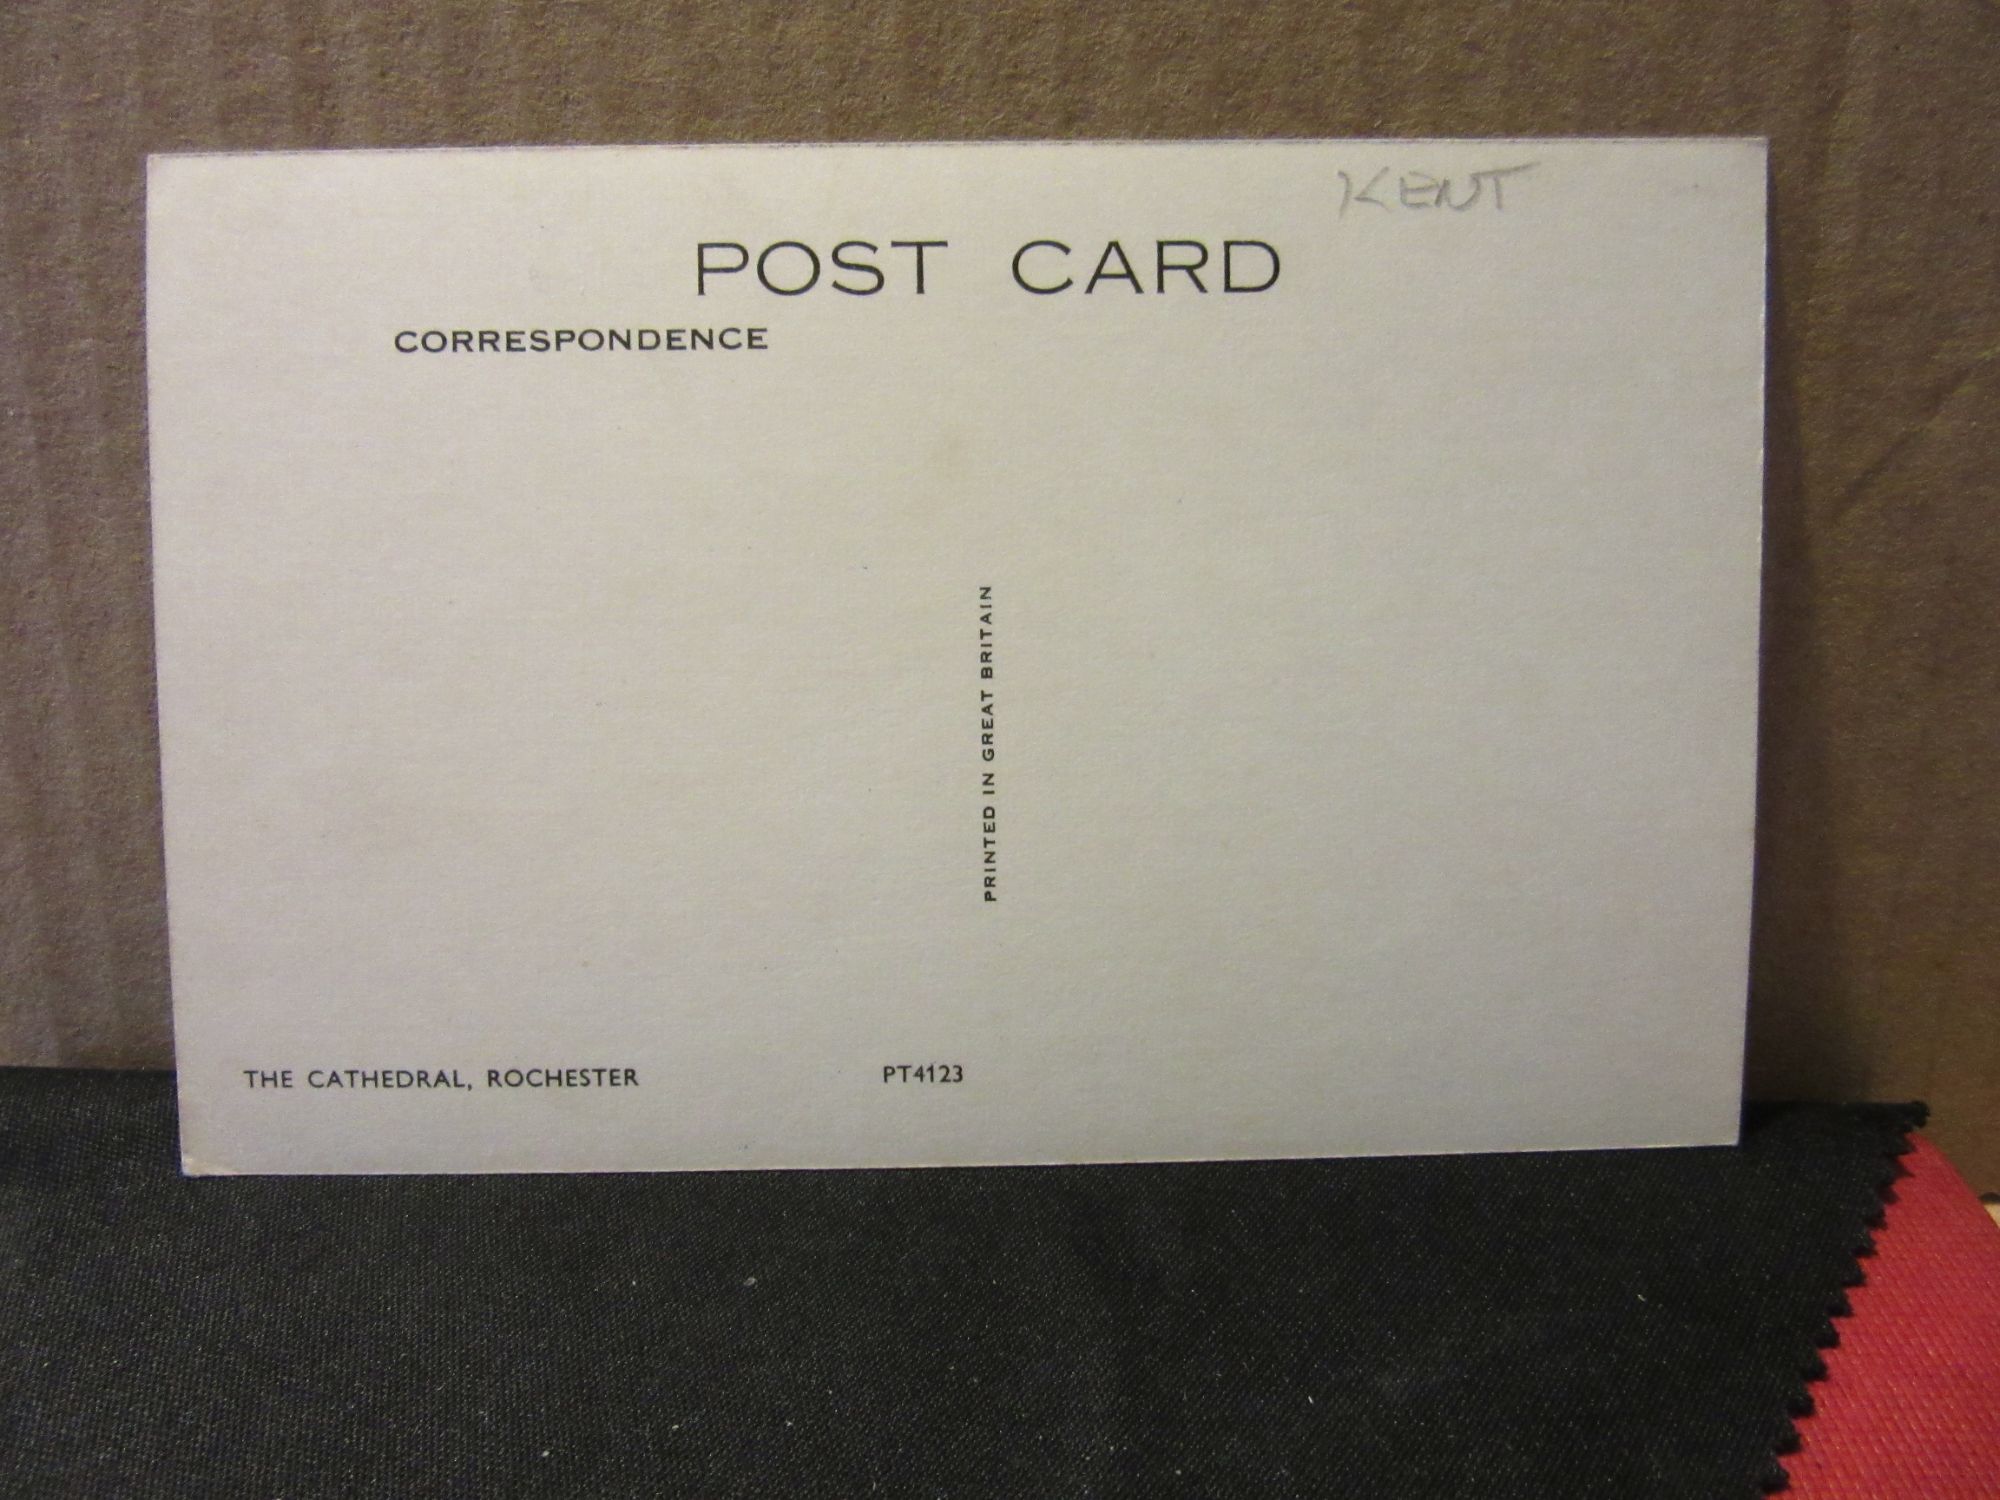 KENT
POST CARD
CORRESPONDENCE
PRINTED IN GREAT BRITAIN
THE CATHEDRAL, ROCHESTER PT4123